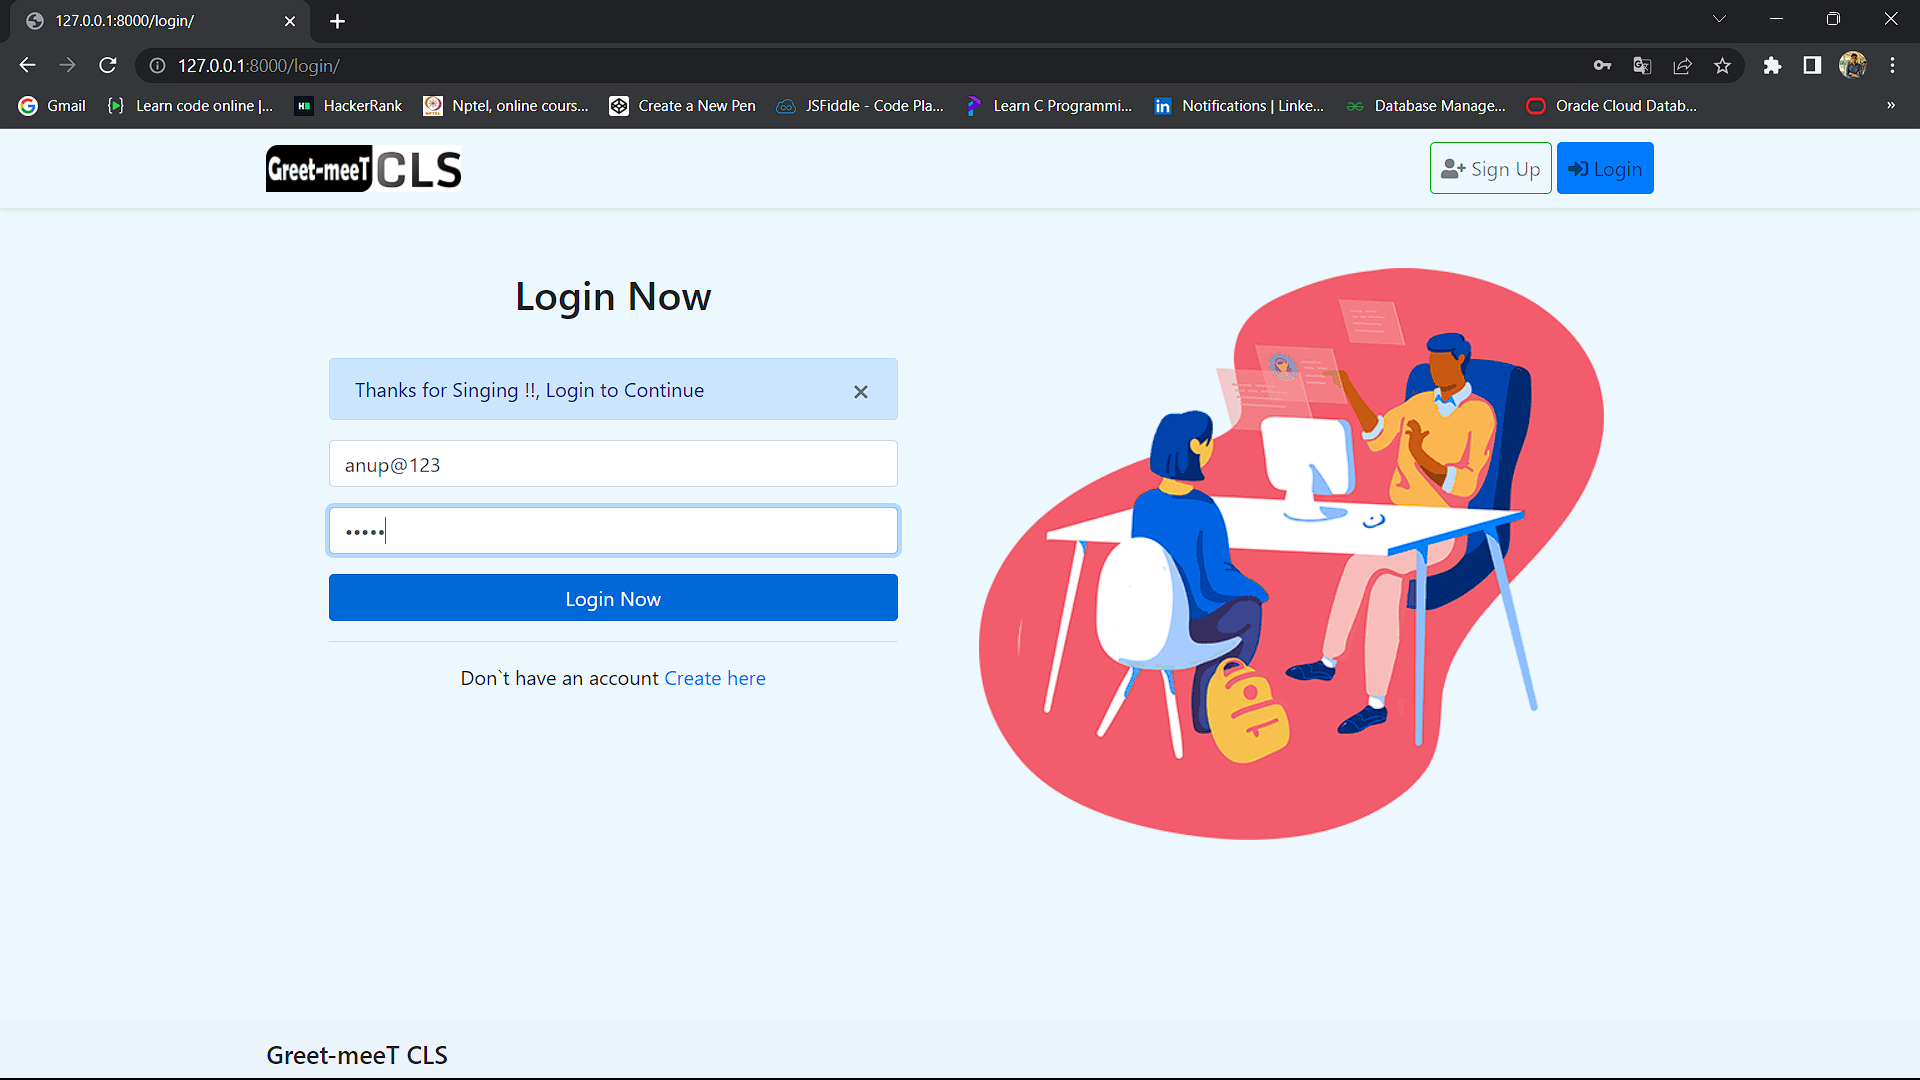 127.0.0.1:8000/login/
127.0.0.1:8000/login/
Gmail Learn code online |... HackerRank Nptel, online cours... Create a New Pen JSFiddle - Code Pla... Learn C Programmi... Notifications | Linke... Database Manage... Oracle Cloud Datab... »
Greet-meeT CLS Sign Up Login
Login Now
Thanks for Singing !!, Login to Continue
anup@123
•••••
Login Now
Don`t have an account Create here
Greet-meeT CLS